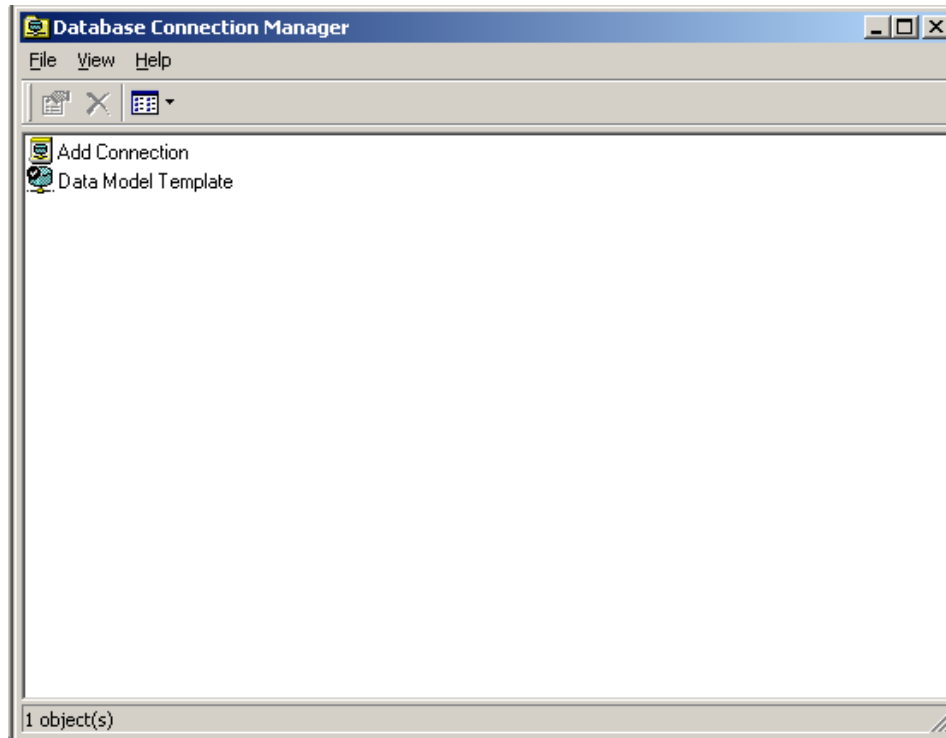 Database Connection Manager
File View Help
Add Connection
Data Model Template
1 object(s)